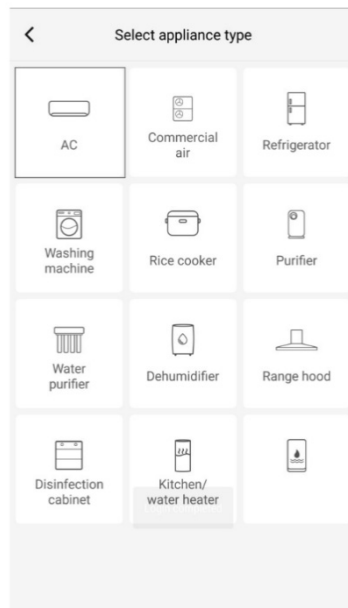 Select appliance type
AC
Commercial
air
Refrigerator
Washing
machine
Rice cooker
Purifier
Water
purifier
Dehumidifier
Range hood
Disinfection
cabinet
Kitchen/
water heater